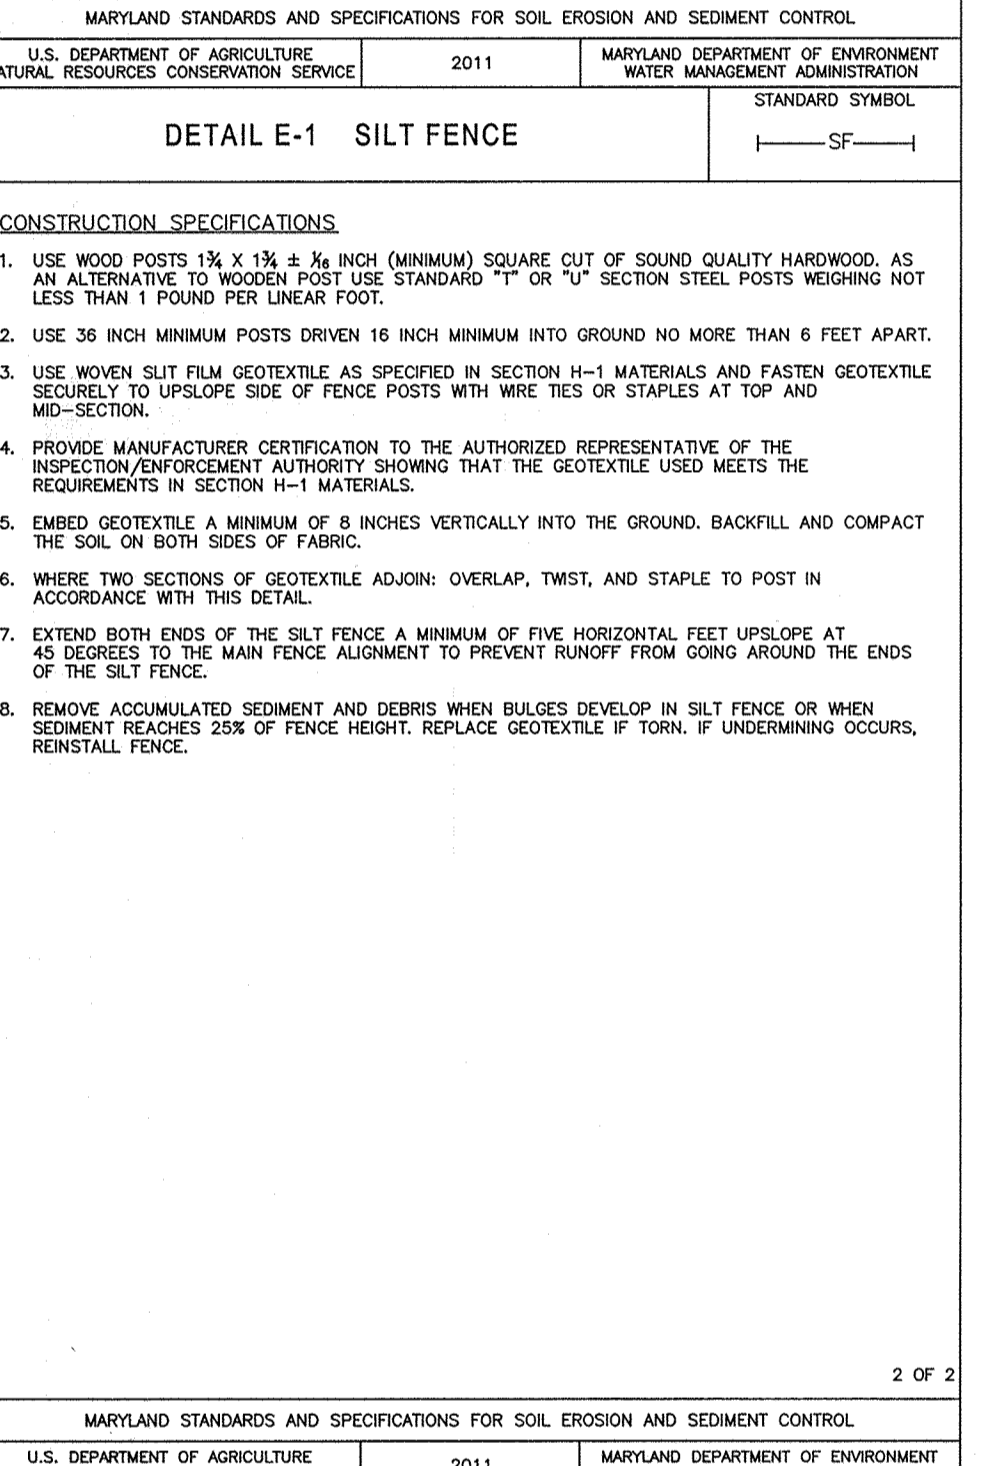 MARYLAND STANDARDS AND SPECIFICATIONS FOR SOIL EROSION AND SEDIMENT CONTROL
U.S. DEPARTMENT OF AGRICULTURE
ATURAL RESOURCES CONSERVATION SERVICE
2011
MARYLAND DEPARTMENT OF ENVIRONMENT
WATER MANAGEMENT ADMINISTRATION
DETAIL E-1 SILT FENCE
STANDARD SYMBOL
SF
CONSTRUCTION SPECIFICATIONS
1. USE WOOD POSTS 1¾ X 1¾ ± 1/16 INCH (MINIMUM) SQUARE CUT OF SOUND QUALITY HARDWOOD. AS
AN ALTERNATIVE TO WOODEN POST USE STANDARD "T" OR "U" SECTION STEEL POSTS WEIGHING NOT
LESS THAN 1 POUND PER LINEAR FOOT.
2. USE 36 INCH MINIMUM POSTS DRIVEN 16 INCH MINIMUM INTO GROUND NO MORE THAN 6 FEET APART.
3. USE WOVEN SLIT FILM GEOTEXTILE AS SPECIFIED IN SECTION H-1 MATERIALS AND FASTEN GEOTEXTILE
SECURELY TO UPSLOPE SIDE OF FENCE POSTS WITH WIRE TIES OR STAPLES AT TOP AND
MID-SECTION.
4. PROVIDE MANUFACTURER CERTIFICATION TO THE AUTHORIZED REPRESENTATIVE OF THE
INSPECTION/ENFORCEMENT AUTHORITY SHOWING THAT THE GEOTEXTILE USED MEETS THE
REQUIREMENTS IN SECTION H-1 MATERIALS.
5. EMBED GEOTEXTILE A MINIMUM OF 8 INCHES VERTICALLY INTO THE GROUND. BACKFILL AND COMPACT
THE SOIL ON BOTH SIDES OF FABRIC.
6. WHERE TWO SECTIONS OF GEOTEXTILE ADJOIN: OVERLAP, TWIST, AND STAPLE TO POST IN
ACCORDANCE WITH THIS DETAIL.
7. EXTEND BOTH ENDS OF THE SILT FENCE A MINIMUM OF FIVE HORIZONTAL FEET UPSLOPE AT
45 DEGREES TO THE MAIN FENCE ALIGNMENT TO PREVENT RUNOFF FROM GOING AROUND THE ENDS
OF THE SILT FENCE.
8. REMOVE ACCUMULATED SEDIMENT AND DEBRIS WHEN BULGES DEVELOP IN SILT FENCE OR WHEN
SEDIMENT REACHES 25% OF FENCE HEIGHT. REPLACE GEOTEXTILE IF TORN. IF UNDERMINING OCCURS,
REINSTALL FENCE.
2 OF 2
MARYLAND STANDARDS AND SPECIFICATIONS FOR SOIL EROSION AND SEDIMENT CONTROL
U.S. DEPARTMENT OF AGRICULTURE
2011
MARYLAND DEPARTMENT OF ENVIRONMENT